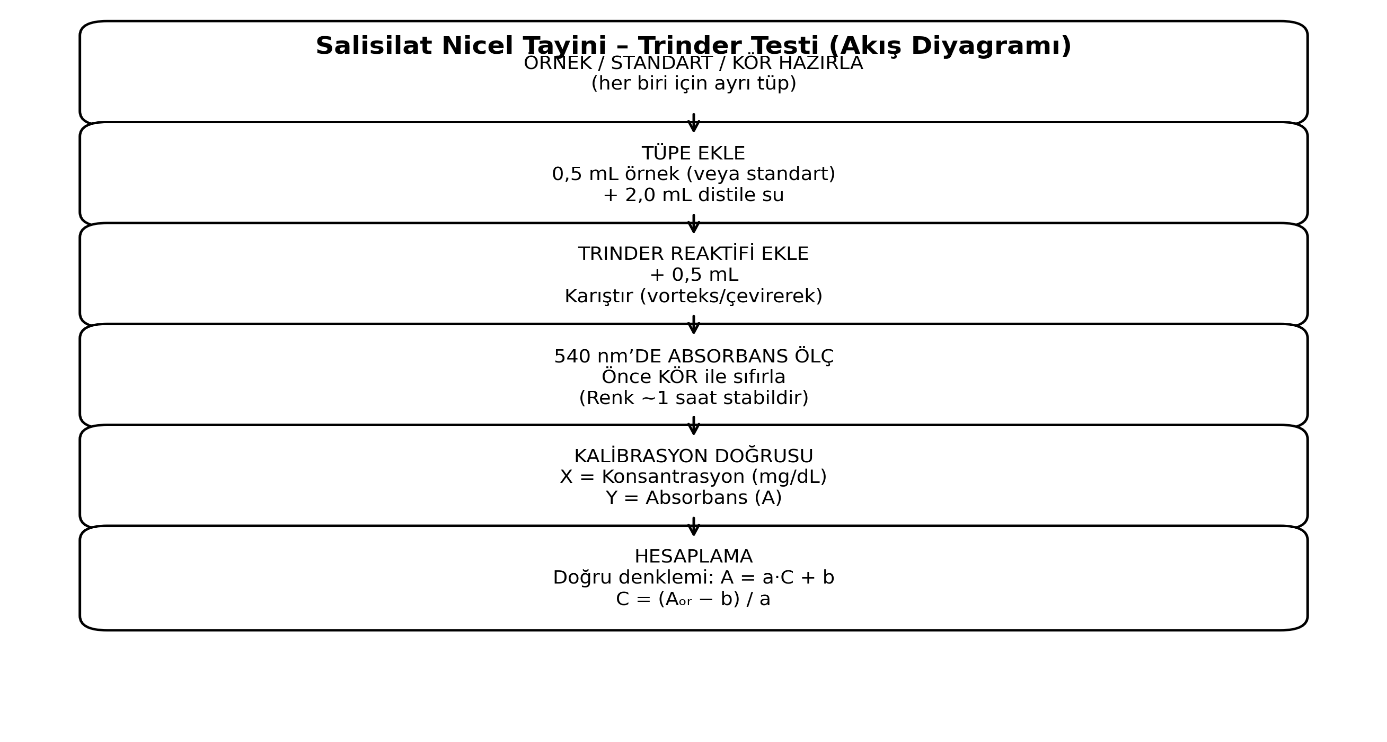 Salisilat Nicel Tayini – Trinder Testi (Akış Diyagramı)
ÖRNEK / STANDART / KÖR HAZIRLA
(her biri için ayrı tüp)
TÜPE EKLE
0,5 mL örnek (veya standart)
+ 2,0 mL distile su
TRINDER REAKTİFİ EKLE
+ 0,5 mL
Karıştır (vorteks/çevirerek)
540 nm’DE ABSORBANS ÖLÇ
Önce KÖR ile sıfırla
(Renk ~1 saat stabildir)
KALİBRASYON DOĞRUSU
X = Konsantrasyon (mg/dL)
Y = Absorbans (A)
HESAPLAMA
Doğru denklemi: A = a·C + b
C = (Aₒᵣ − b) / a